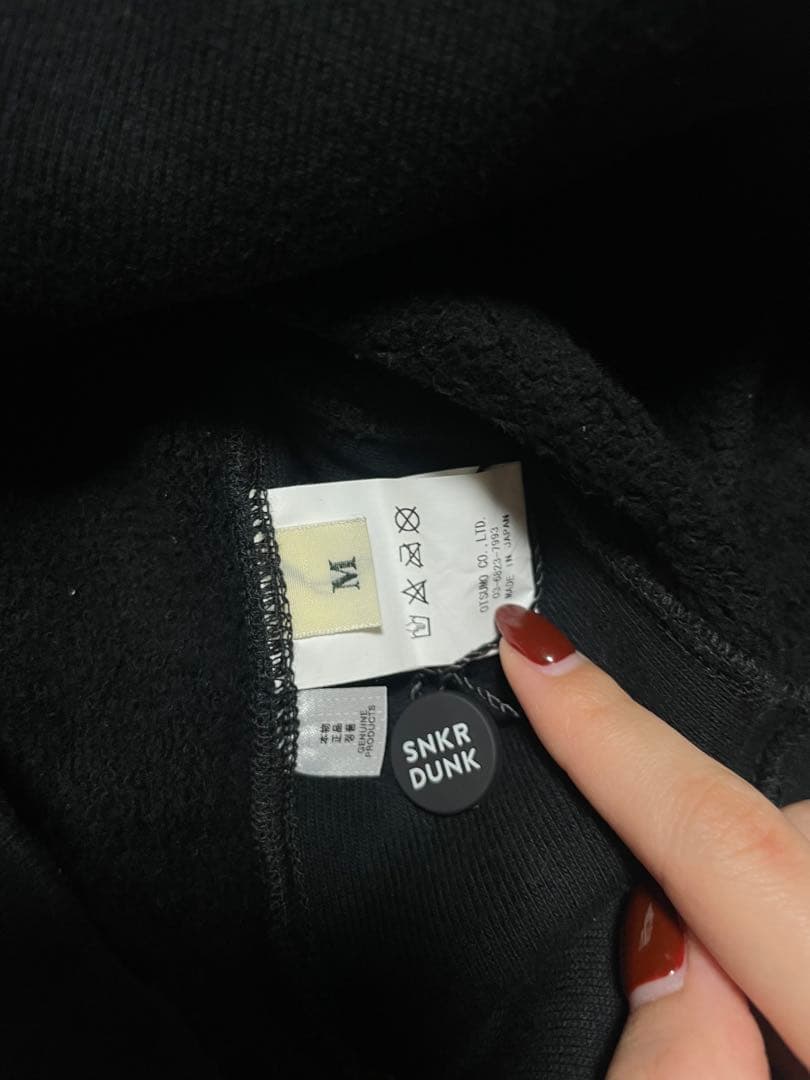 M
OTSUMO CO.,LTD.
03-6823-7993
MADE IN JAPAN
本物
正品
정품
GENUINE
PRODUCTS
SNKR
DUNK